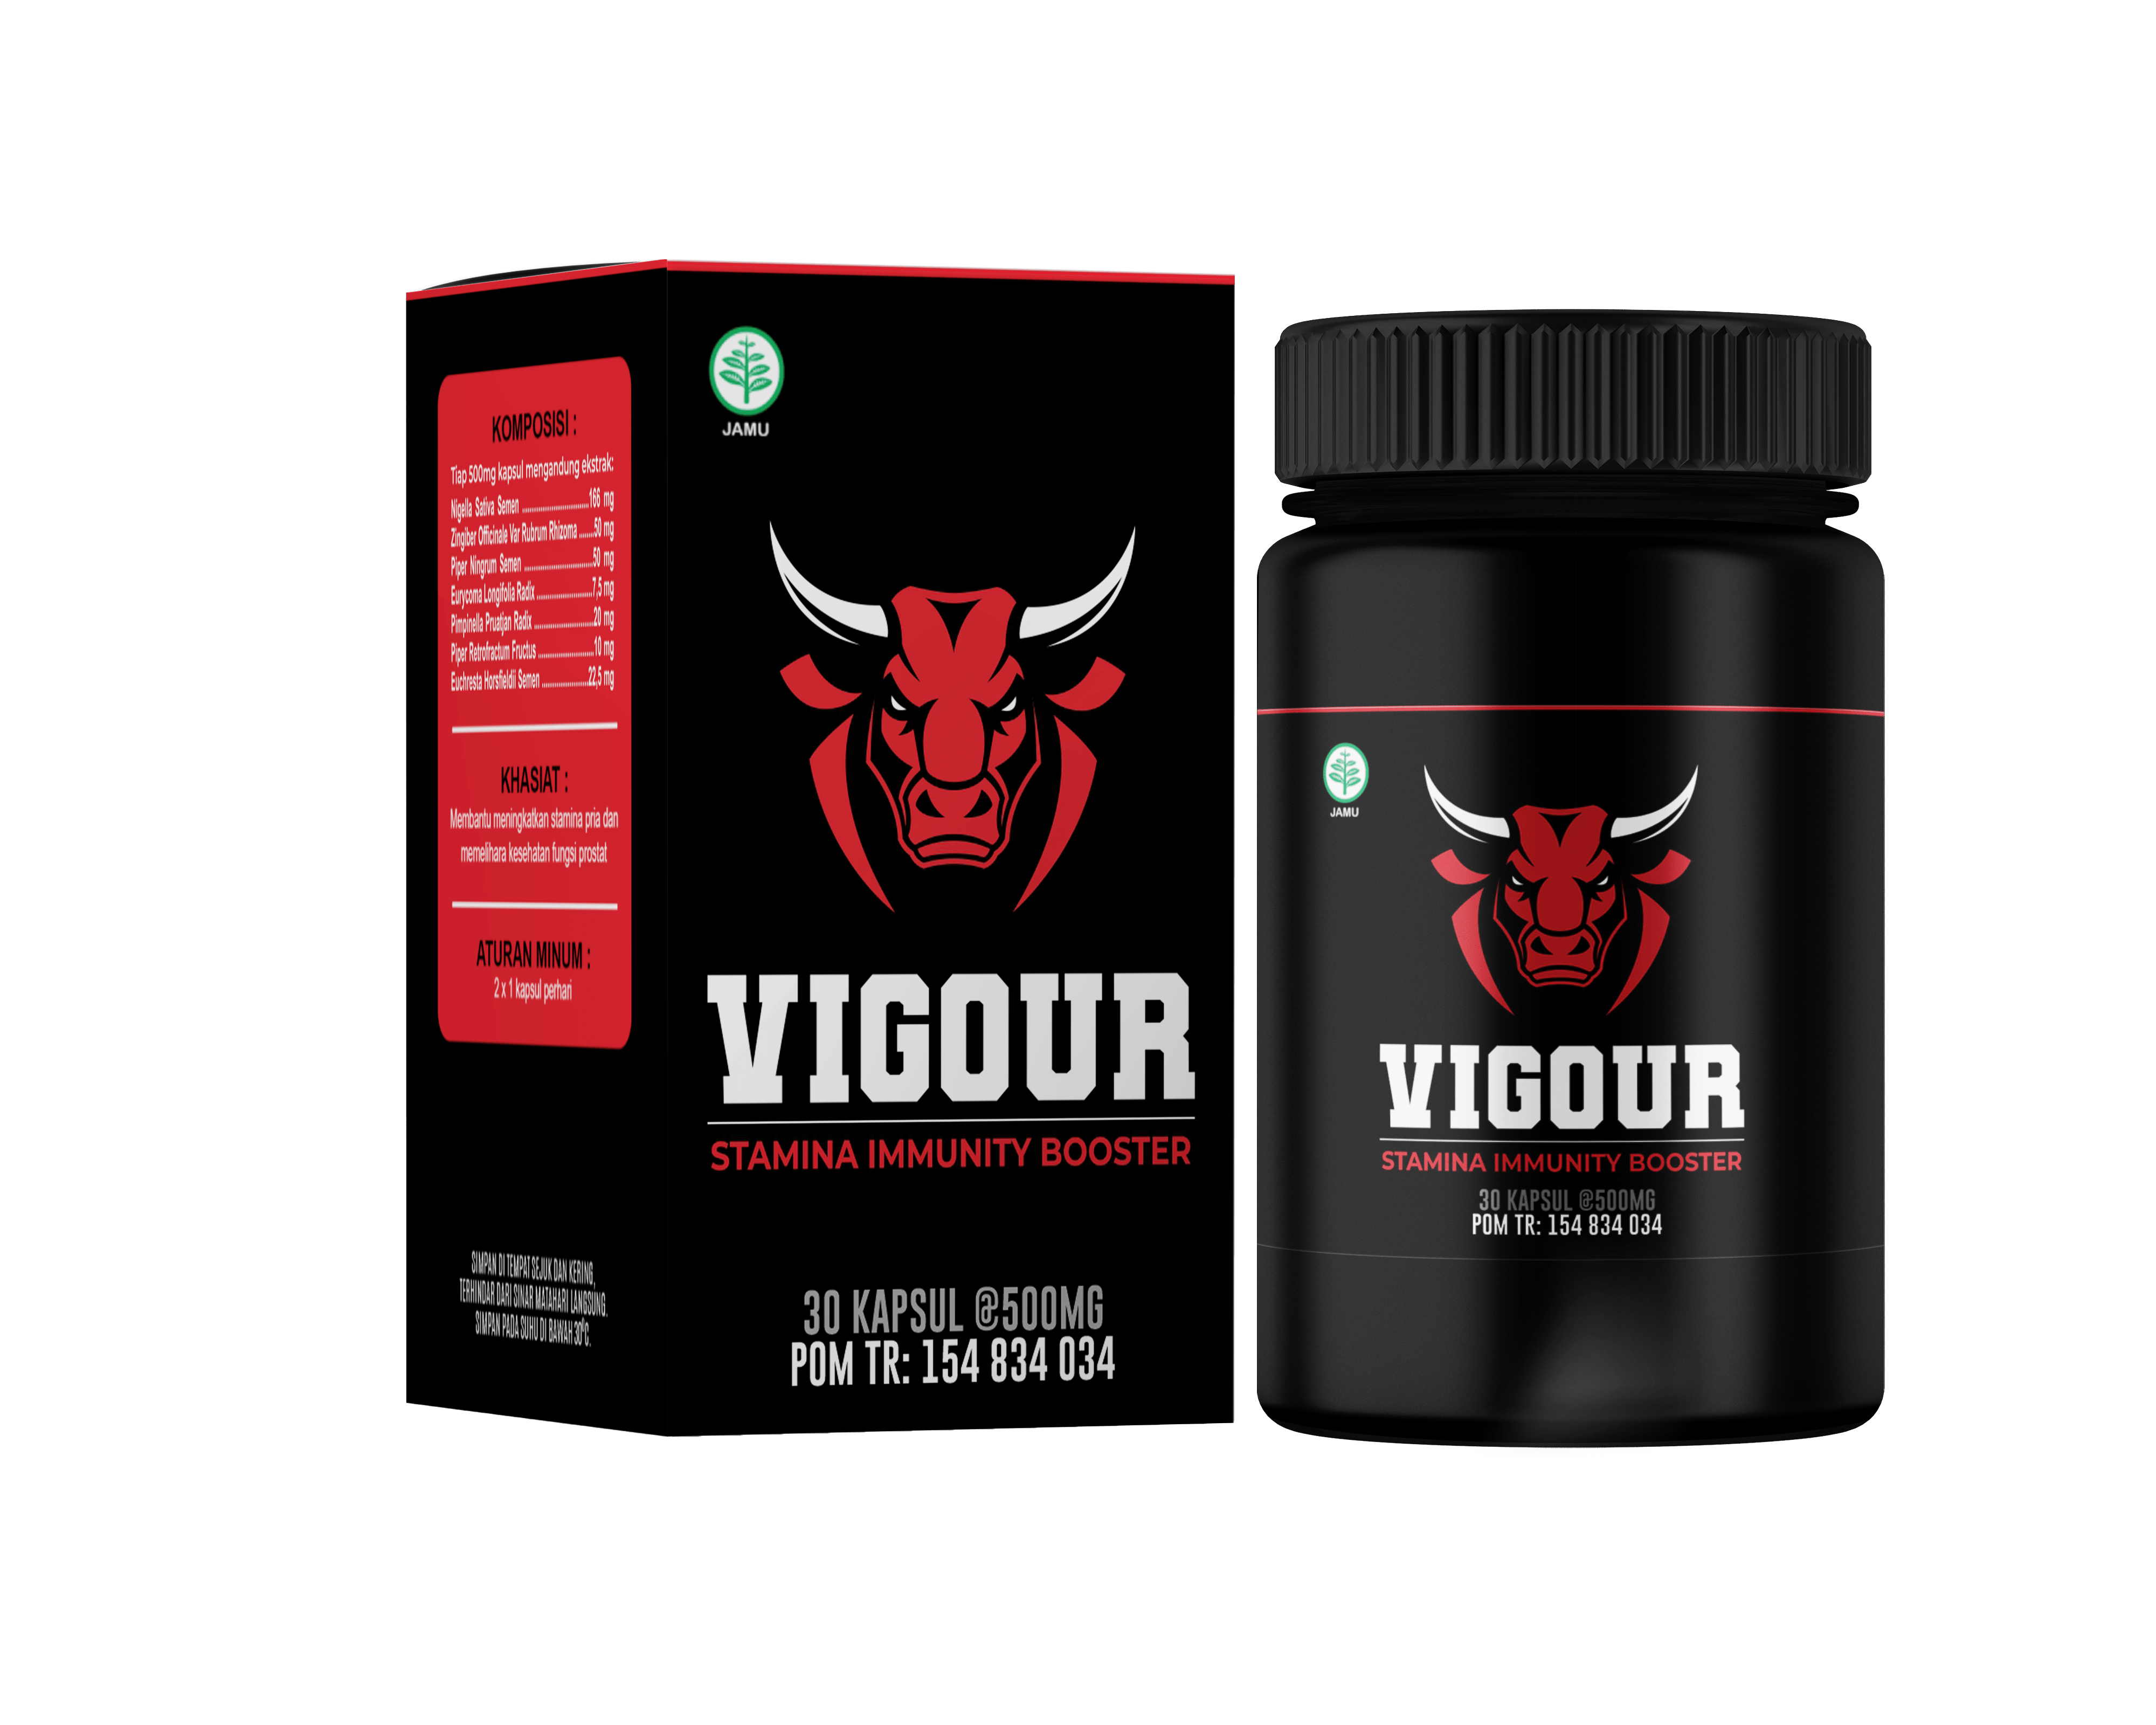 KOMPOSISI :
Tiap 500mg kapsul mengandung ekstrak:
Nigella Sativa Semen ........................166 mg
Zingiber Officinale Var Rubrum Rhizoma ......50 mg
Piper Ningrum Semen ........................50 mg
Eurycoma Longifolia Radix ........................7,5 mg
Pimpinella Pruatjan Radix ........................20 mg
Piper Retrofractum Fructus ........................10 mg
Euchresta Horsfieldii Semen ..................22,5 mg
KHASIAT :
Membantu meningkatkan stamina pria dan
memelihara kesehatan fungsi prostat
ATURAN MINUM :
2 x 1 kapsul perhari
SIMPAN DI TEMPAT SEJUK DAN KERING,
TERHINDAR DARI SINAR MATAHARI LANGSUNG.
SIMPAN PADA SUHU DI BAWAH 30°C.
JAMU
VIGOUR
STAMINA IMMUNITY BOOSTER
30 KAPSUL @500MG
POM TR: 154 834 034
JAMU
VIGOUR
STAMINA IMMUNITY BOOSTER
30 KAPSUL @500MG
POM TR: 154 834 034